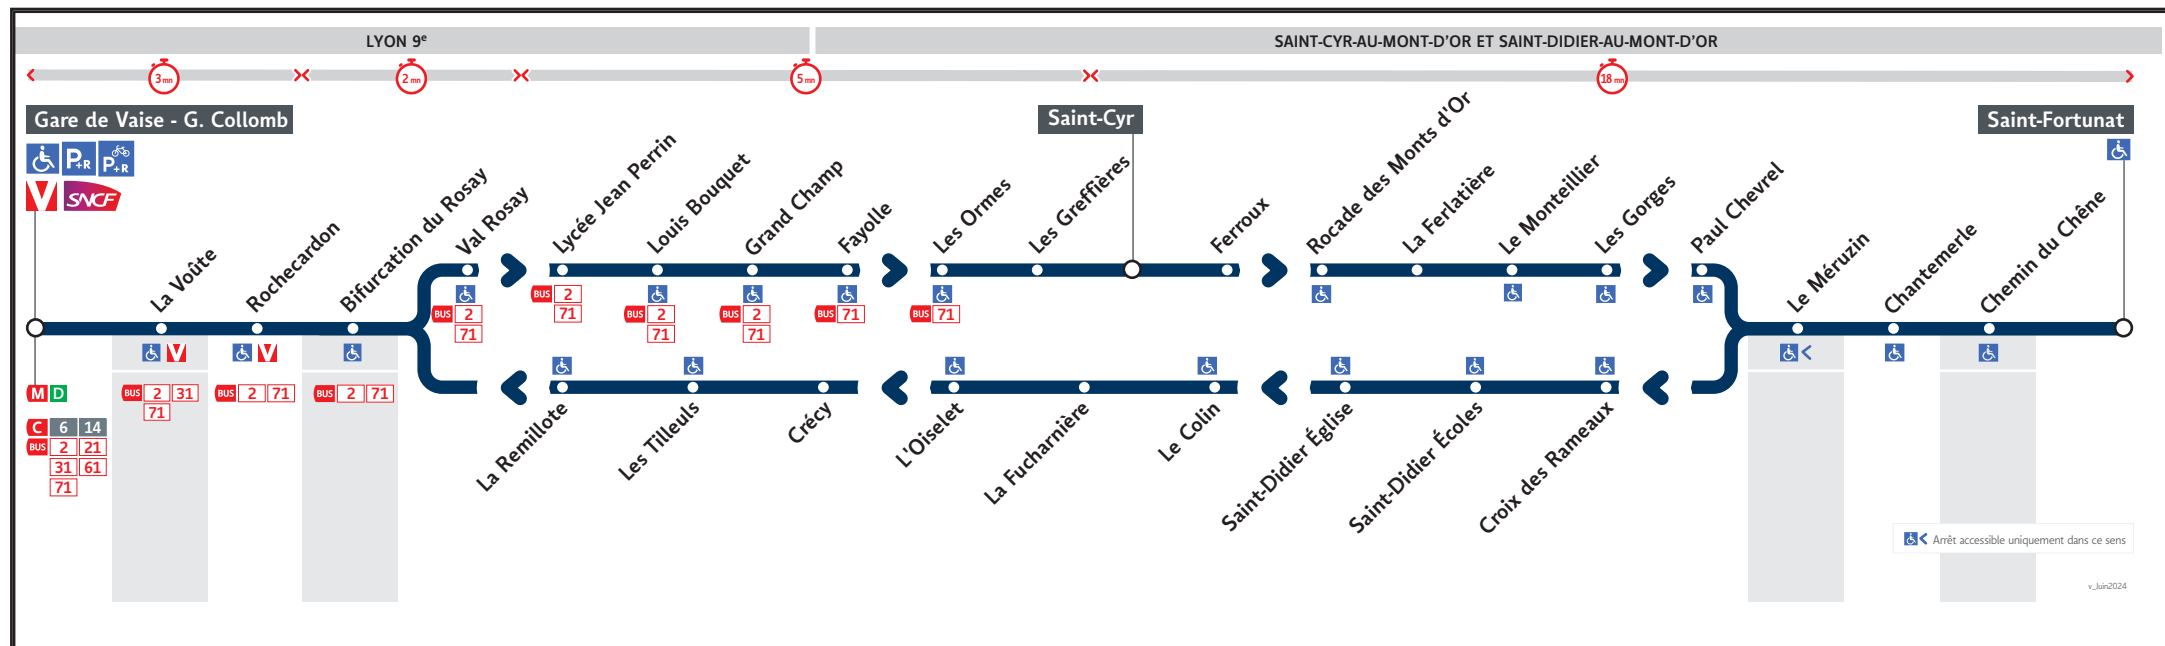 LYON 9e
SAINT-CYR-AU-MONT-D'OR ET SAINT-DIDIER-AU-MONT-D'OR
3 mn
2 mn
5 mn
18 mn
Gare de Vaise - G. Collomb
Saint-Cyr
Saint-Fortunat
P+R
P+R
V
SNCF
La Voûte
Rochecardon
Bifurcation du Rosay
Val Rosay
Lycée Jean Perrin
Louis Bouquet
Grand Champ
Fayolle
Les Ormes
Les Greffières
Ferroux
Rocade des Monts d'Or
La Ferlatière
Le Monteillier
Les Gorges
Paul Chevrel
Le Méruzin
Chantemerle
Chemin du Chêne
BUS 2
71
BUS 2
71
BUS 2
71
BUS 2
71
BUS 71
BUS 71
V
V
M D
C 6 14
BUS 2 21
31 61
71
BUS 2 31
71
BUS 2 71
BUS 2 71
La Remillote
Les Tilleuls
Crécy
L'Oiselet
La Fucharnière
Le Colin
Saint-Didier Église
Saint-Didier Écoles
Croix des Rameaux
< Arrêt accessible uniquement dans ce sens
v_Juin2024